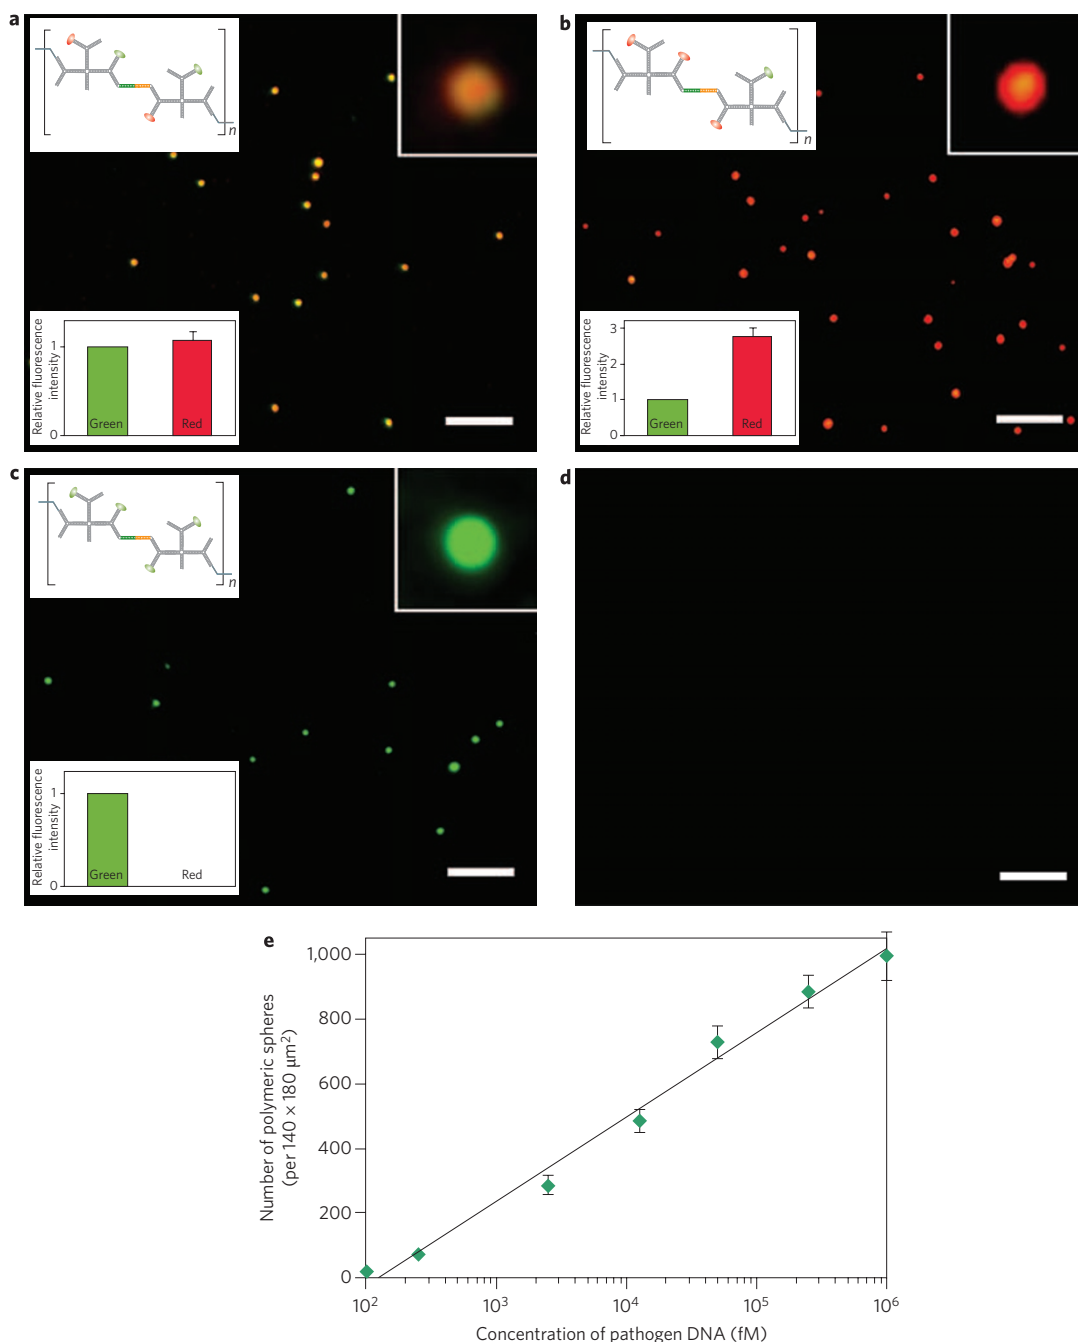 a
n
Relative fluorescence
intensity
1
0
Green
Red
b
n
Relative fluorescence
intensity
3
2
1
0
Green
Red
c
n
Relative fluorescence
intensity
1
0
Green
Red
d
e
Number of polymeric spheres
(per 140 × 180 μm²)
1,000
800
600
400
200
0
10² 10³ 10⁴ 10⁵ 10⁶
Concentration of pathogen DNA (fM)